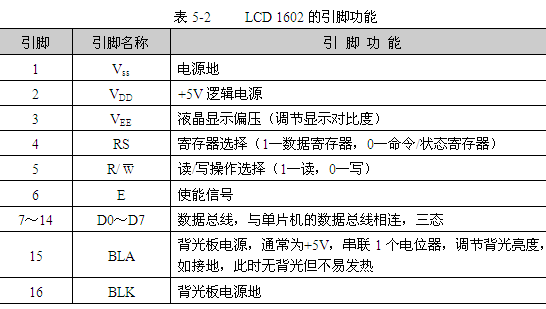 表 5-2 LCD 1602 的引脚功能
引脚 引脚名称 引 脚 功 能
1 Vss 电源地
2 VDD +5V 逻辑电源
3 VEE 液晶显示偏压（调节显示对比度）
4 RS 寄存器选择（1—数据寄存器，0—命令/状态寄存器）
5 R/W̅ 读/写操作选择（1—读，0—写）
6 E 使能信号
7～14 D0～D7 数据总线，与单片机的数据总线相连，三态
15 BLA 背光板电源，通常为+5V，串联 1 个电位器，调节背光亮度，
如接地，此时无背光但不易发热
16 BLK 背光板电源地